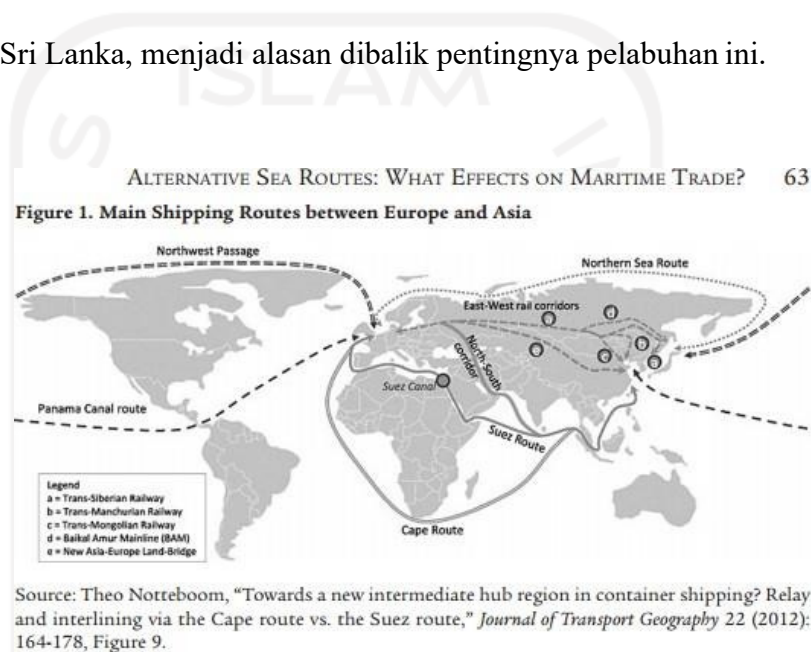 Sri Lanka, menjadi alasan dibalik pentingnya pelabuhan ini.
ISLAM
ALTERNATIVE SEA ROUTES: WHAT EFFECTS ON MARITIME TRADE? 63
Figure 1. Main Shipping Routes between Europe and Asia
Northwest Passage
Northern Sea Route
East-West rail corridors
North-South
corridor
Suez Canal
Panama Canal route
Suez Route
Cape Route
Legend
a = Trans-Siberian Railway
b = Trans-Manchurian Railway
c = Trans-Mongolian Railway
d = Baikal Amur Mainline (BAM)
e = New Asia-Europe Land-Bridge
Source: Theo Notteboom, “Towards a new intermediate hub region in container shipping? Relay
and interlining via the Cape route vs. the Suez route,” Journal of Transport Geography 22 (2012):
164-178, Figure 9.